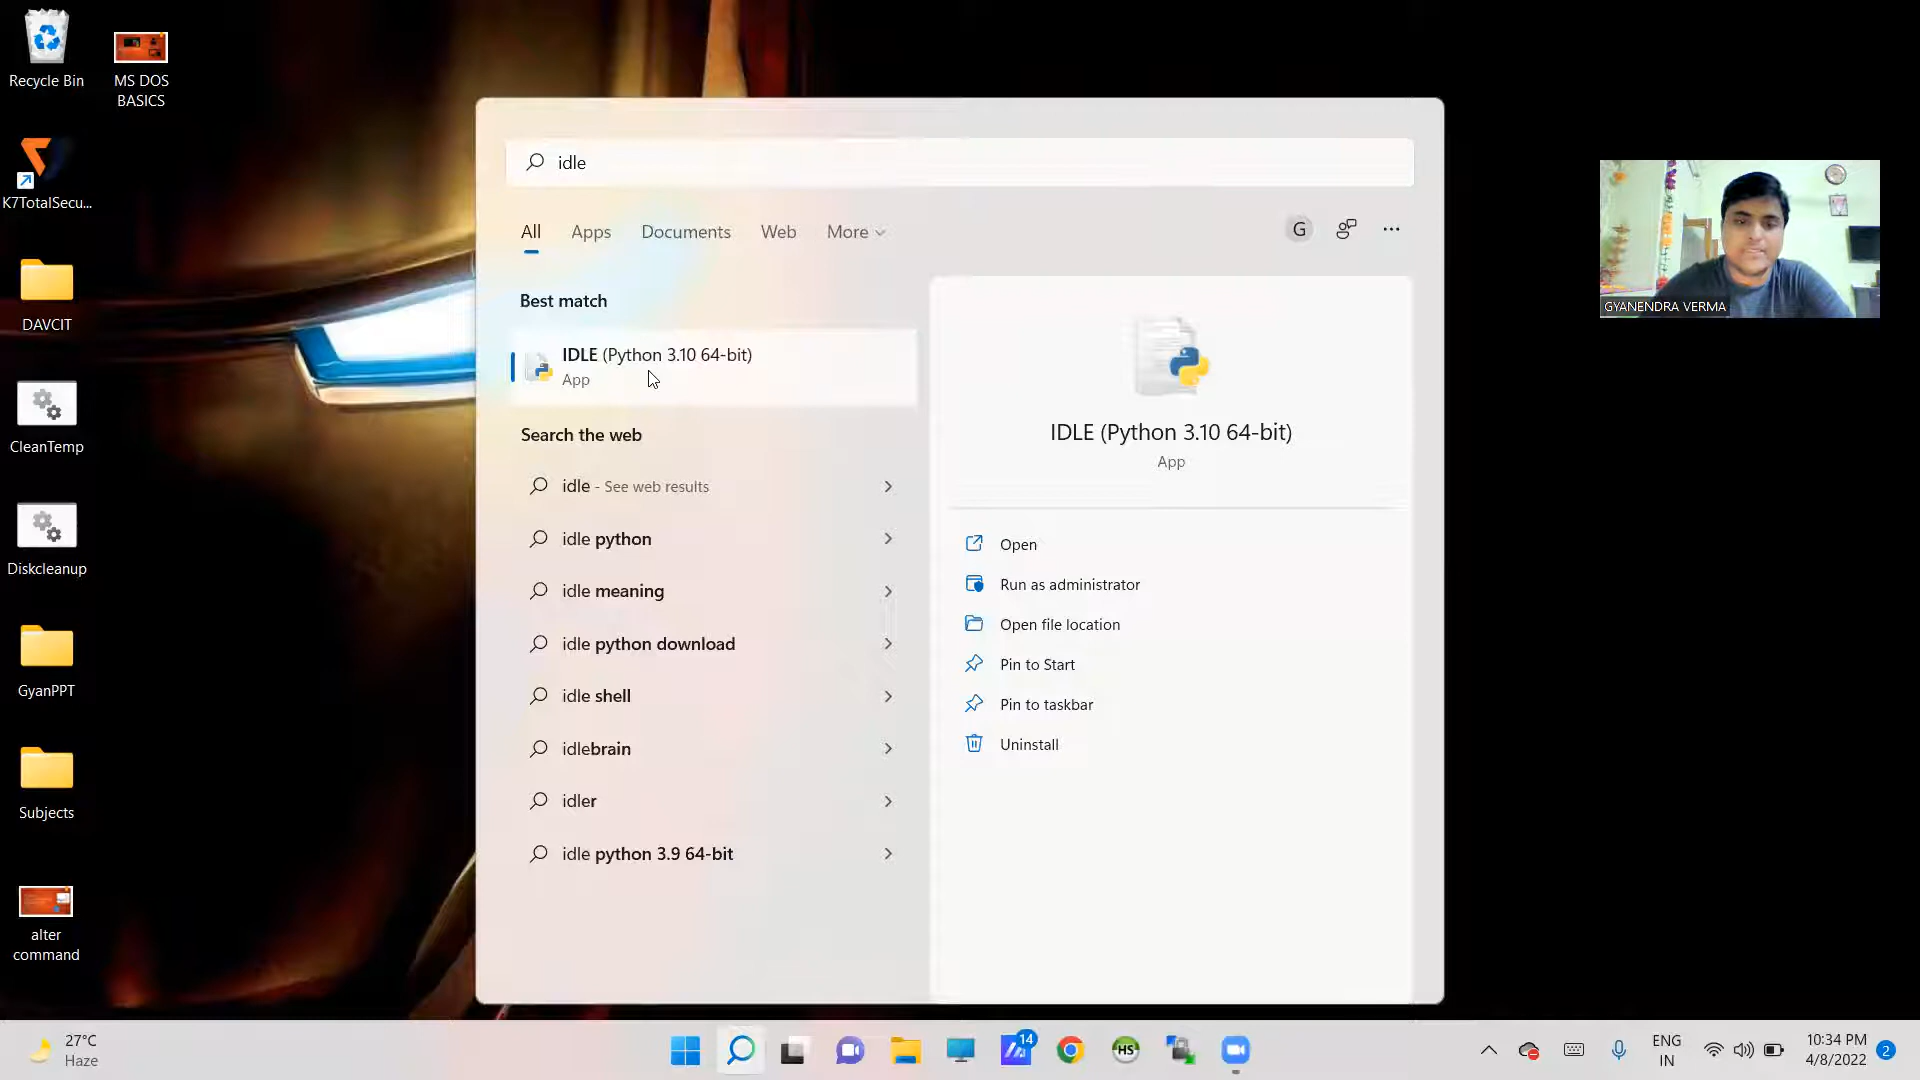 Recycle Bin
MS DOS
BASICS
K7TotalSecu...
DAVCIT
CleanTemp
Diskcleanup
GyanPPT
Subjects
alter
command
idle
All
Apps
Documents
Web
More
G
Best match
IDLE (Python 3.10 64-bit)
App
Search the web
idle - See web results
idle python
idle meaning
idle python download
idle shell
idlebrain
idler
idle python 3.9 64-bit
IDLE (Python 3.10 64-bit)
App
Open
Run as administrator
Open file location
Pin to Start
Pin to taskbar
Uninstall
GYANENDRA VERMA
27°C
Haze
14
HS
ENG
IN
10:34 PM
4/8/2022
2